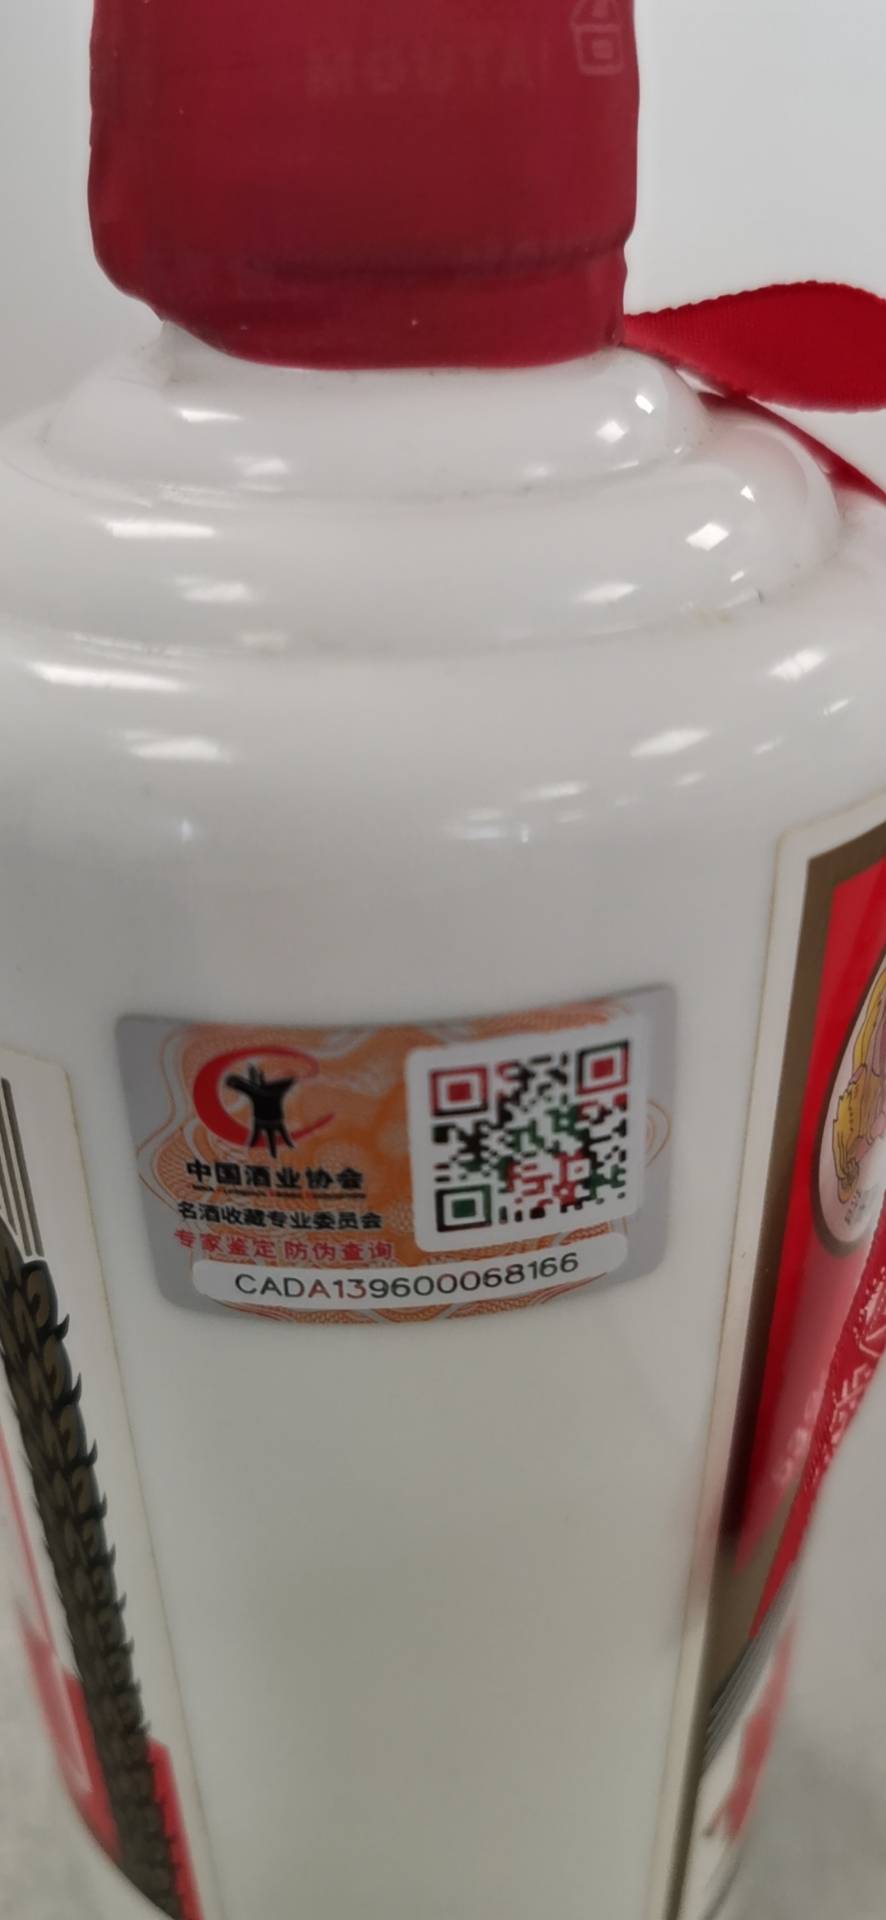 MOUTAI
中国酒业协会
名酒收藏专业委员会
专家鉴定防伪查询
CADA139600068166